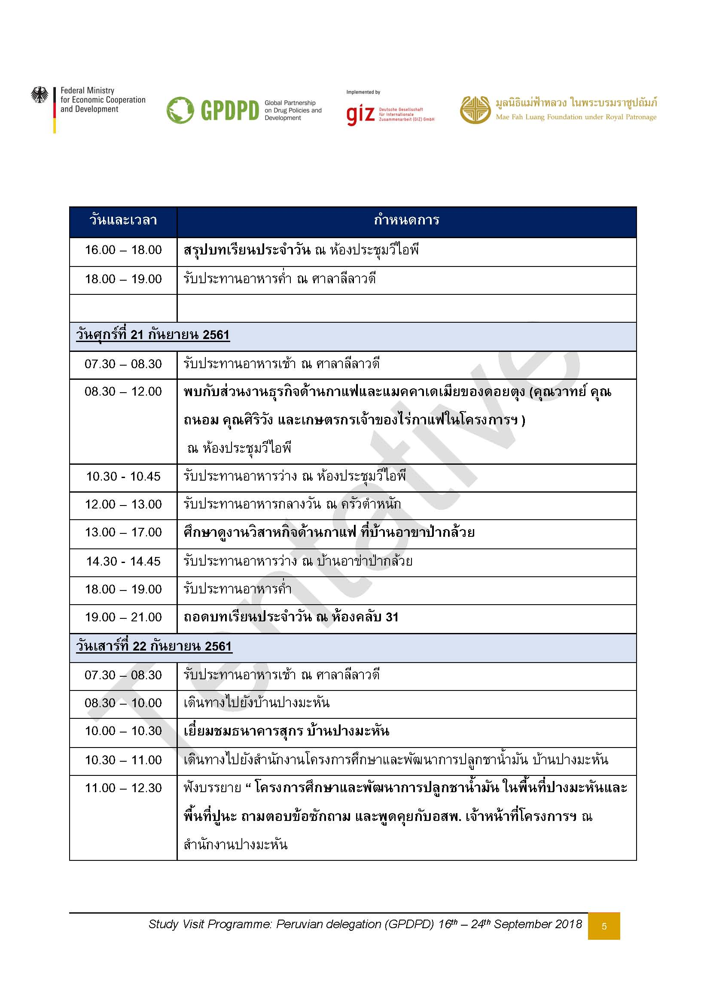 Federal Ministry
for Economic Cooperation
and Development
GPDPD
Global Partnership
on Drug Policies and
Development
Implemented by
giz
Deutsche Gesellschaft
für Internationale
Zusammenarbeit (GIZ) GmbH
มูลนิธิแม่ฟ้าหลวง ในพระบรมราชูปถัมภ์
Mae Fah Luang Foundation under Royal Patronage
วันและเวลา กำหนดการ
16.00 – 18.00 สรุปบทเรียนประจำวัน ณ ห้องประชุมวีไอพี
18.00 – 19.00 รับประทานอาหารค่ำ ณ ศาลาลีลาวดี
วันศุกร์ที่ 21 กันยายน 2561
07.30 – 08.30 รับประทานอาหารเช้า ณ ศาลาลีลาวดี
08.30 – 12.00 พบกับส่วนงานธุรกิจด้านกาแฟและแมคคาเดเมียของดอยตุง (คุณวาทย์ คุณ
ถนอม คุณศิริวัง และเกษตรกรเจ้าของไร่กาแฟในโครงการฯ )
ณ ห้องประชุมวีไอพี
10.30 - 10.45 รับประทานอาหารว่าง ณ ห้องประชุมวีไอพี
12.00 – 13.00 รับประทานอาหารกลางวัน ณ ครัวตำหนัก
13.00 – 17.00 ศึกษาดูงานวิสาหกิจด้านกาแฟ ที่บ้านอาขาป่ากล้วย
14.30 - 14.45 รับประทานอาหารว่าง ณ บ้านอาข่าป่ากล้วย
18.00 – 19.00 รับประทานอาหารค่ำ
19.00 – 21.00 ถอดบทเรียนประจำวัน ณ ห้องคลับ 31
วันเสาร์ที่ 22 กันยายน 2561
07.30 – 08.30 รับประทานอาหารเช้า ณ ศาลาลีลาวดี
08.30 – 10.00 เดินทางไปยังบ้านปางมะหัน
10.00 – 10.30 เยี่ยมชมธนาคารสุกร บ้านปางมะหัน
10.30 – 11.00 เดินทางไปยังสำนักงานโครงการศึกษาและพัฒนาการปลูกชาน้ำมัน บ้านปางมะหัน
11.00 – 12.30 ฟังบรรยาย “ โครงการศึกษาและพัฒนาการปลูกชาน้ำมัน ในพื้นที่ปางมะหันและ
พื้นที่ปูนะ ถามตอบข้อซักถาม และพูดคุยกับอสพ. เจ้าหน้าที่โครงการฯ ณ
สำนักงานปางมะหัน
Tentative
Study Visit Programme: Peruvian delegation (GPDPD) 16th – 24th September 2018 5